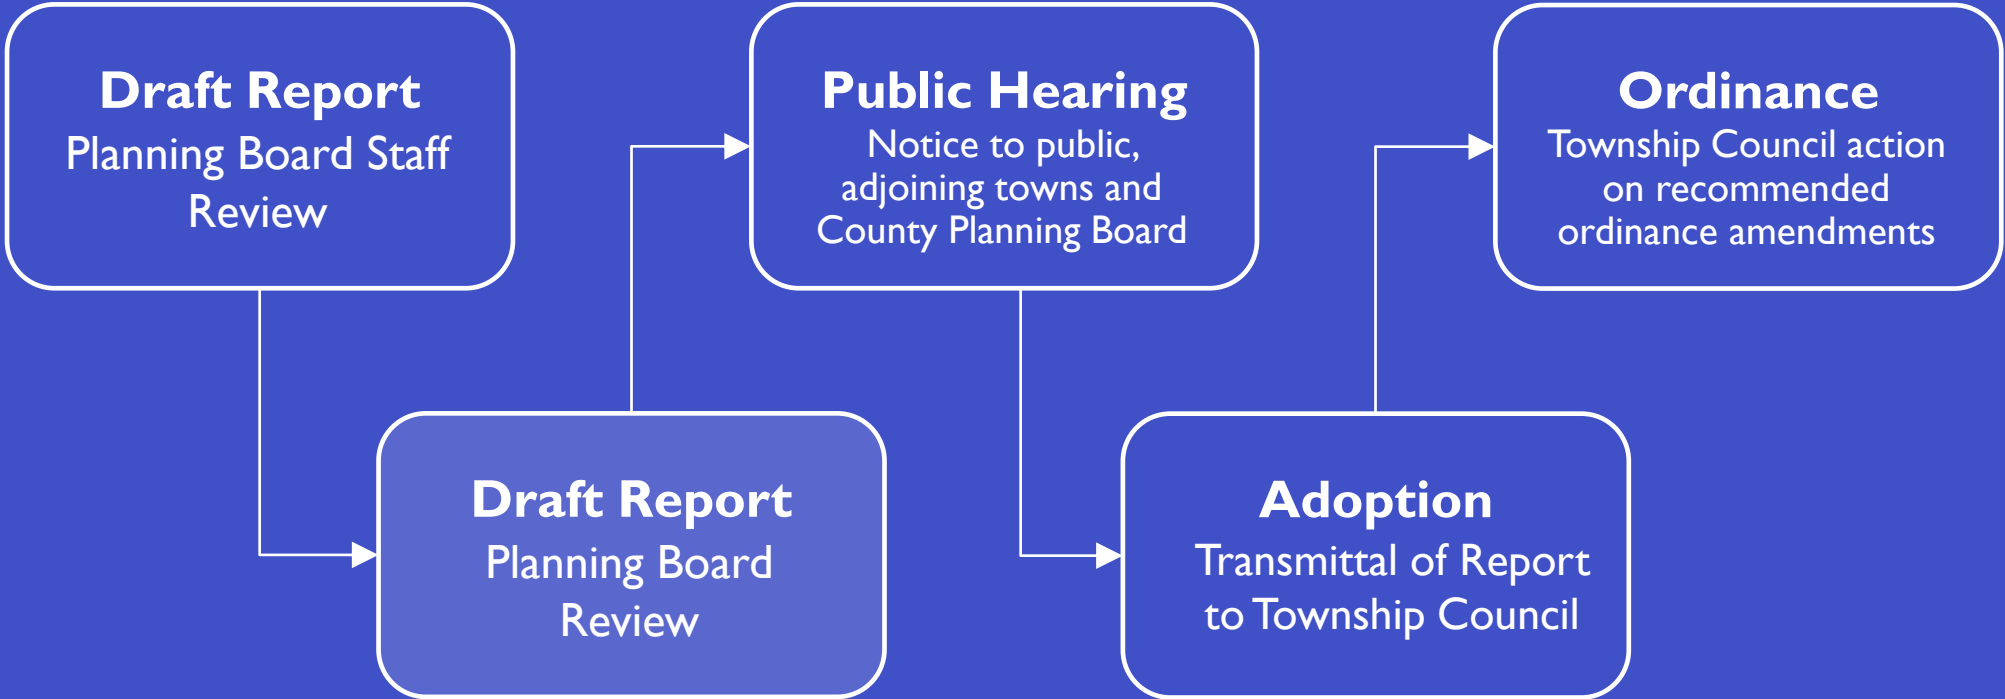 Draft Report
Planning Board Staff
Review
Draft Report
Planning Board
Review
Public Hearing
Notice to public,
adjoining towns and
County Planning Board
Adoption
Transmittal of Report
to Township Council
Ordinance
Township Council action
on recommended
ordinance amendments